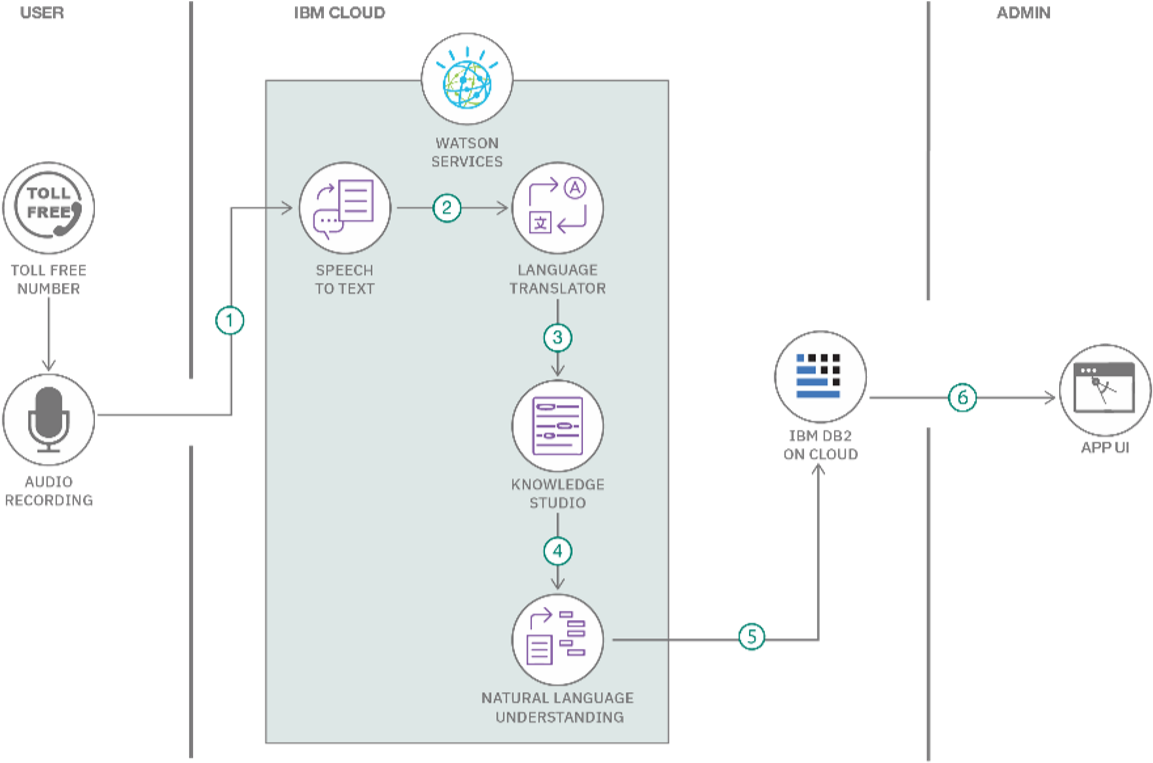 USER
IBM CLOUD
ADMIN
WATSON
SERVICES
TOLL
FREE
TOLL FREE
NUMBER
1
AUDIO
RECORDING
SPEECH
TO TEXT
2
A
文
LANGUAGE
TRANSLATOR
3
KNOWLEDGE
STUDIO
4
NATURAL LANGUAGE
UNDERSTANDING
5
IBM DB2
ON CLOUD
6
APP UI